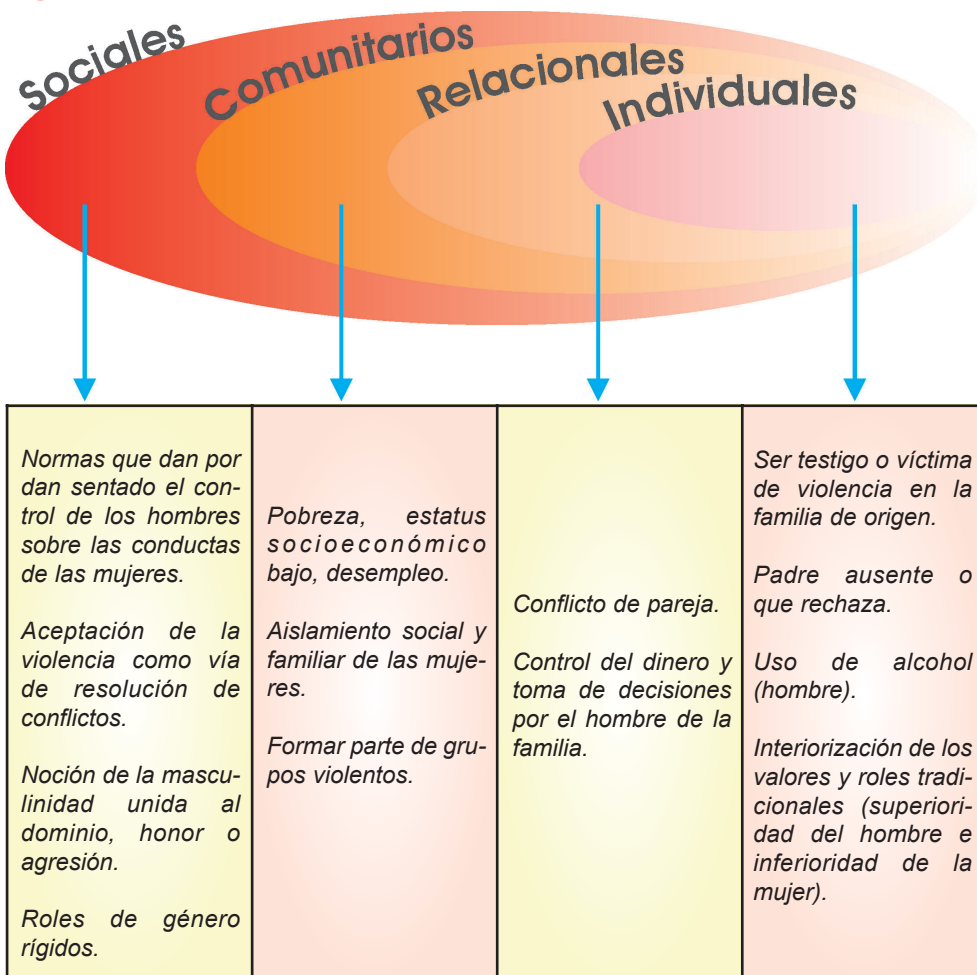 Sociales
Comunitarios
Relacionales
Individuales
Normas que dan por
dan sentado el con-
trol de los hombres
sobre las conductas
de las mujeres.
Aceptación de la
violencia como vía
de resolución de
conflictos.
Noción de la mascu-
linidad unida al
dominio, honor o
agresión.
Roles de género
rígidos.
Pobreza, estatus
socioeconómico
bajo, desempleo.
Aislamiento social y
familiar de las muje-
res.
Formar parte de gru-
pos violentos.
Conflicto de pareja.
Control del dinero y
toma de decisiones
por el hombre de la
familia.
Ser testigo o víctima
de violencia en la
familia de origen.
Padre ausente o
que rechaza.
Uso de alcohol
(hombre).
Interiorización de los
valores y roles tradi-
cionales (superiori-
dad del hombre e
inferioridad de la
mujer).